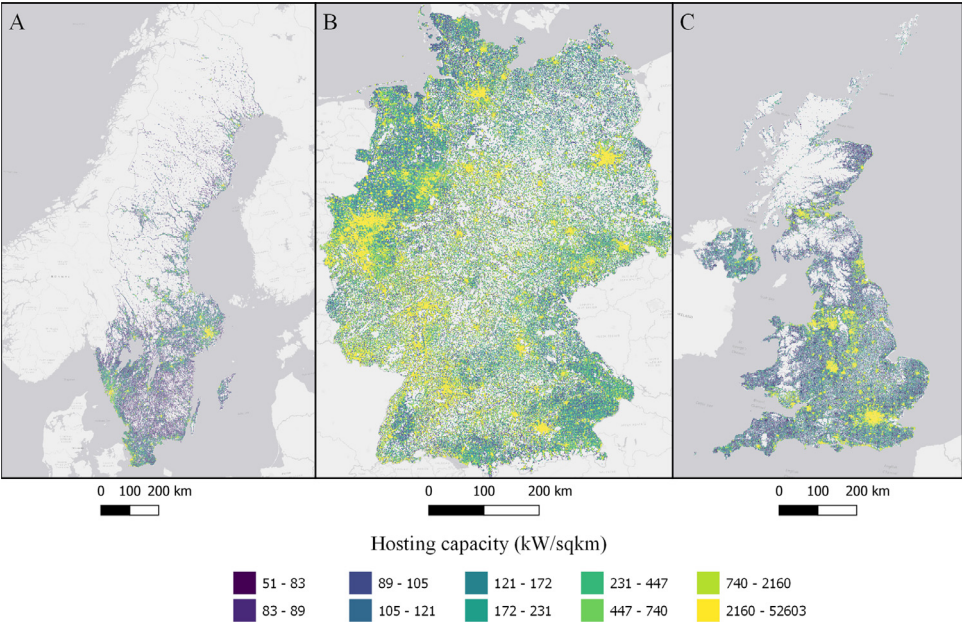 A
B
C
0 100 200 km
0 100 200 km
0 100 200 km
Hosting capacity (kW/sqkm)
51 - 83
89 - 105
121 - 172
231 - 447
740 - 2160
83 - 89
105 - 121
172 - 231
447 - 740
2160 - 52603